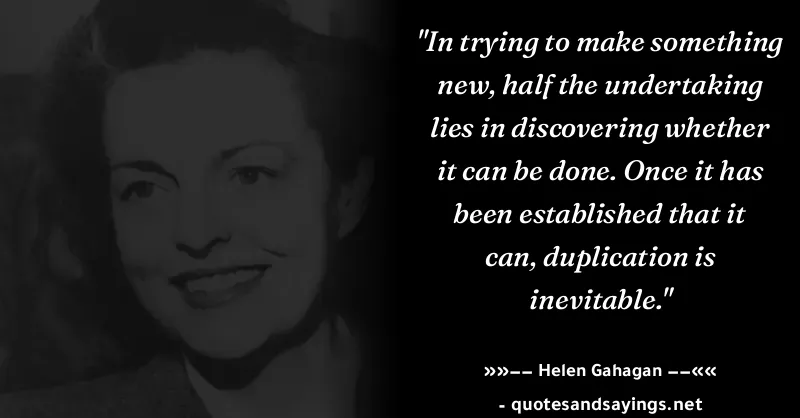 "In trying to make something
new, half the undertaking
lies in discovering whether
it can be done. Once it has
been established that it
can, duplication is
inevitable."
»»–– Helen Gahagan ––««
- quotesandsayings.net